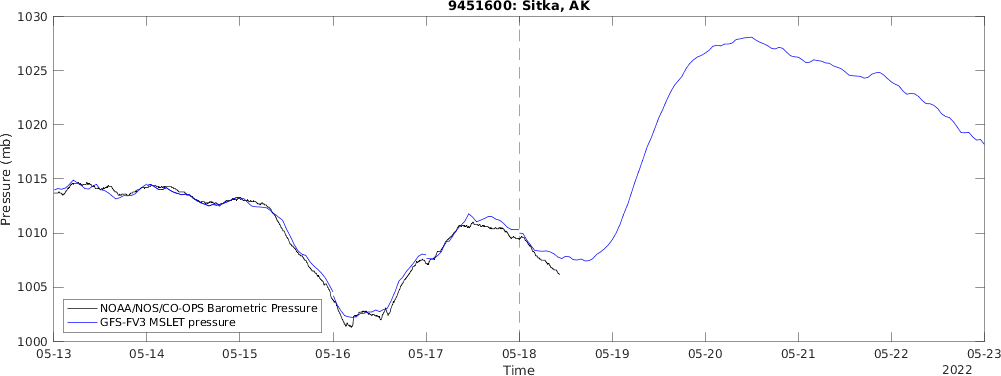 9451600: Sitka, AK
1030
1025
1020
1015
1010
1005
1000
Pressure (mb)
NOAA/NOS/CO-OPS Barometric Pressure
GFS-FV3 MSLET pressure
05-13 05-14 05-15 05-16 05-17 05-18 05-19 05-20 05-21 05-22 05-23
Time
2022